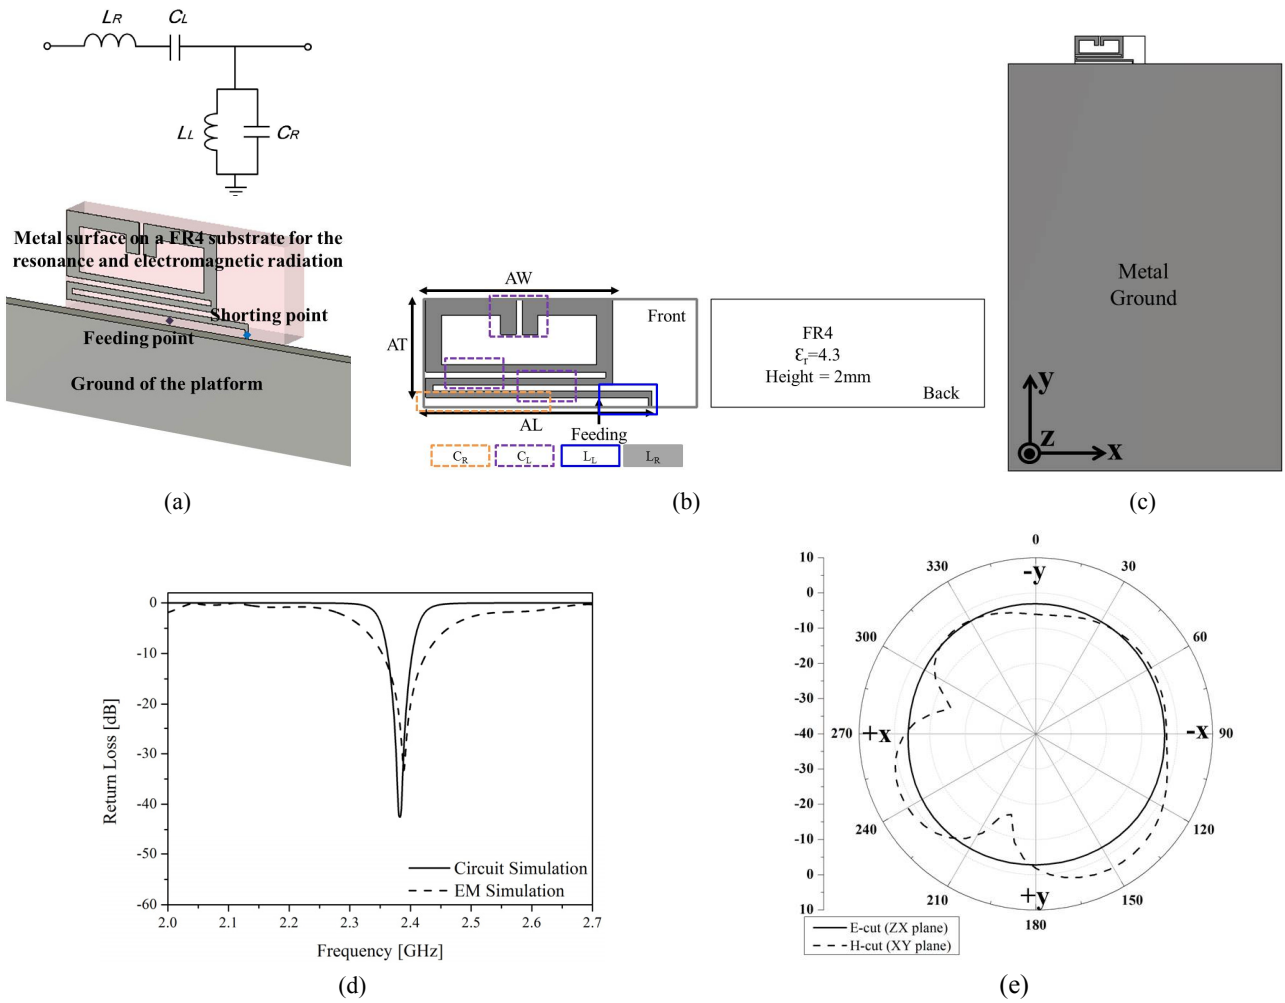 LR
CL
LL
CR
Metal surface on a FR4 substrate for the
resonance and electromagnetic radiation
Shorting point
Feeding point
Ground of the platform
(a)
AW
AT
Front
AL
Feeding
CR
CL
LL
LR
FR4
Ɛr=4.3
Height = 2mm
Back
(b)
Metal
Ground
y
z
x
(c)
Return Loss [dB]
0
-10
-20
-30
-40
-50
-60
2.0
2.1
2.2
2.3
2.4
2.5
2.6
2.7
Circuit Simulation
EM Simulation
Frequency [GHz]
(d)
10
0
-10
-20
-30
-40
-30
-20
-10
0
10
0
30
60
90
120
150
180
210
240
270
300
330
-y
-x
+y
+x
E-cut (ZX plane)
H-cut (XY plane)
(e)